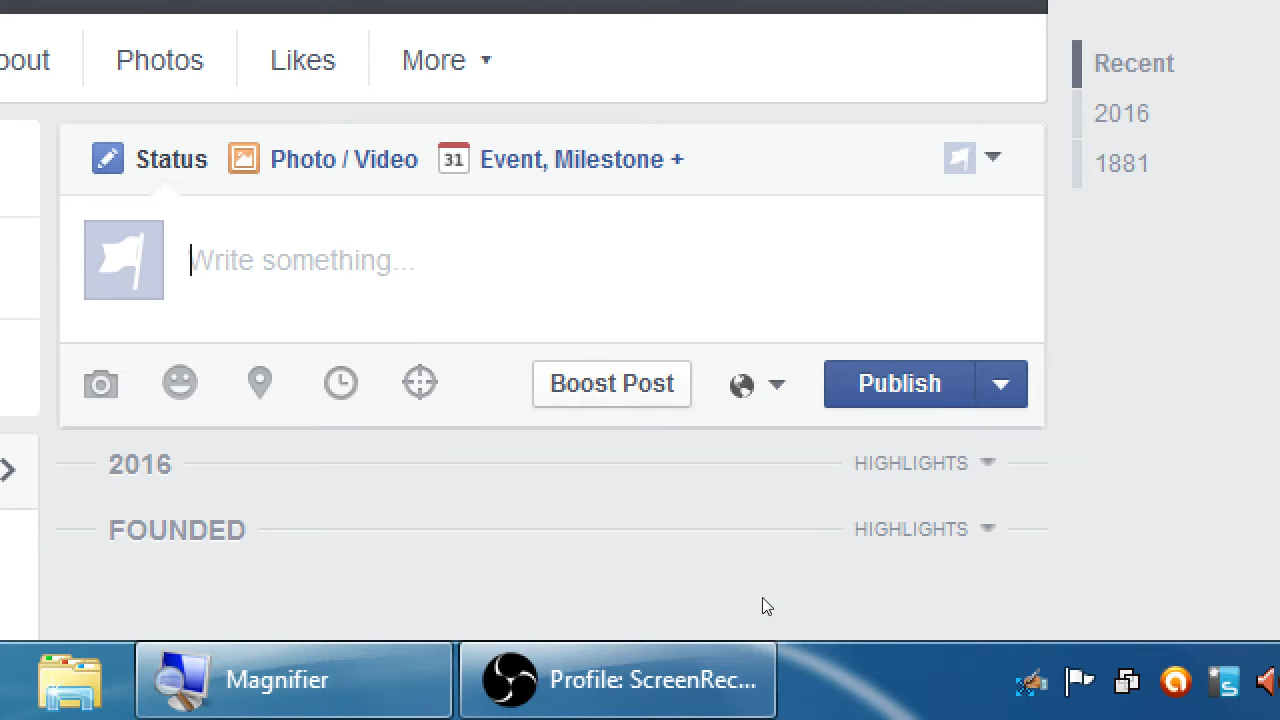 Photos
Likes
More
Recent
2016
1881
Status
Photo / Video
31
Event, Milestone +
Write something...
Boost Post
Publish
2016
HIGHLIGHTS
FOUNDED
HIGHLIGHTS
Magnifier
Profile: ScreenRec...